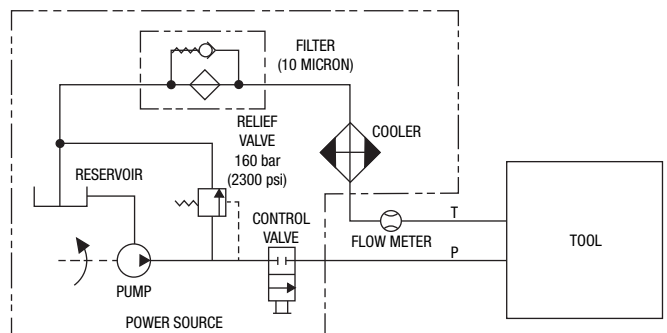 FILTER
(10 MICRON)
RELIEF
VALVE
160 bar
(2300 psi)
COOLER
RESERVOIR
CONTROL
VALVE
FLOW METER
T
P
TOOL
PUMP
POWER SOURCE